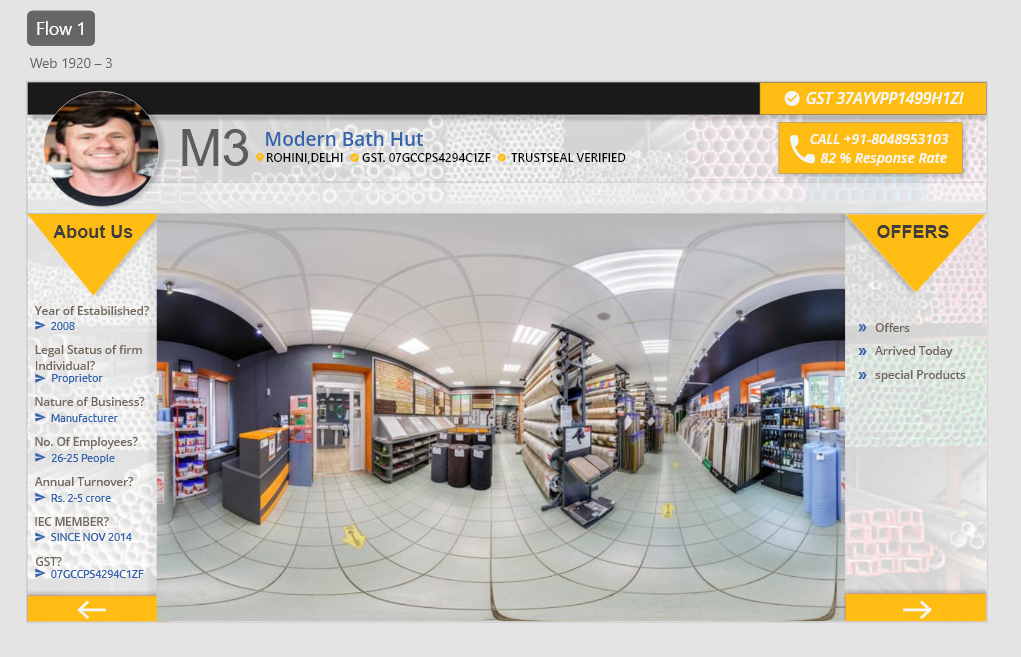 Flow 1
Web 1920 – 3
GST 37AYVPP1499H1ZI
M3
Modern Bath Hut
ROHINI,DELHI GST. 07GCCPS4294C1ZF TRUSTSEAL VERIFIED
CALL +91-8048953103
82 % Response Rate
About Us
Year of Estabilished?
2008
Legal Status of firm
Individual?
Proprietor
Nature of Business?
Manufacturer
No. Of Employees?
26-25 People
Annual Turnover?
Rs. 2-5 crore
IEC MEMBER?
SINCE NOV 2014
GST?
07GCCPS4294C1ZF
OFFERS
Offers
Arrived Today
special Products